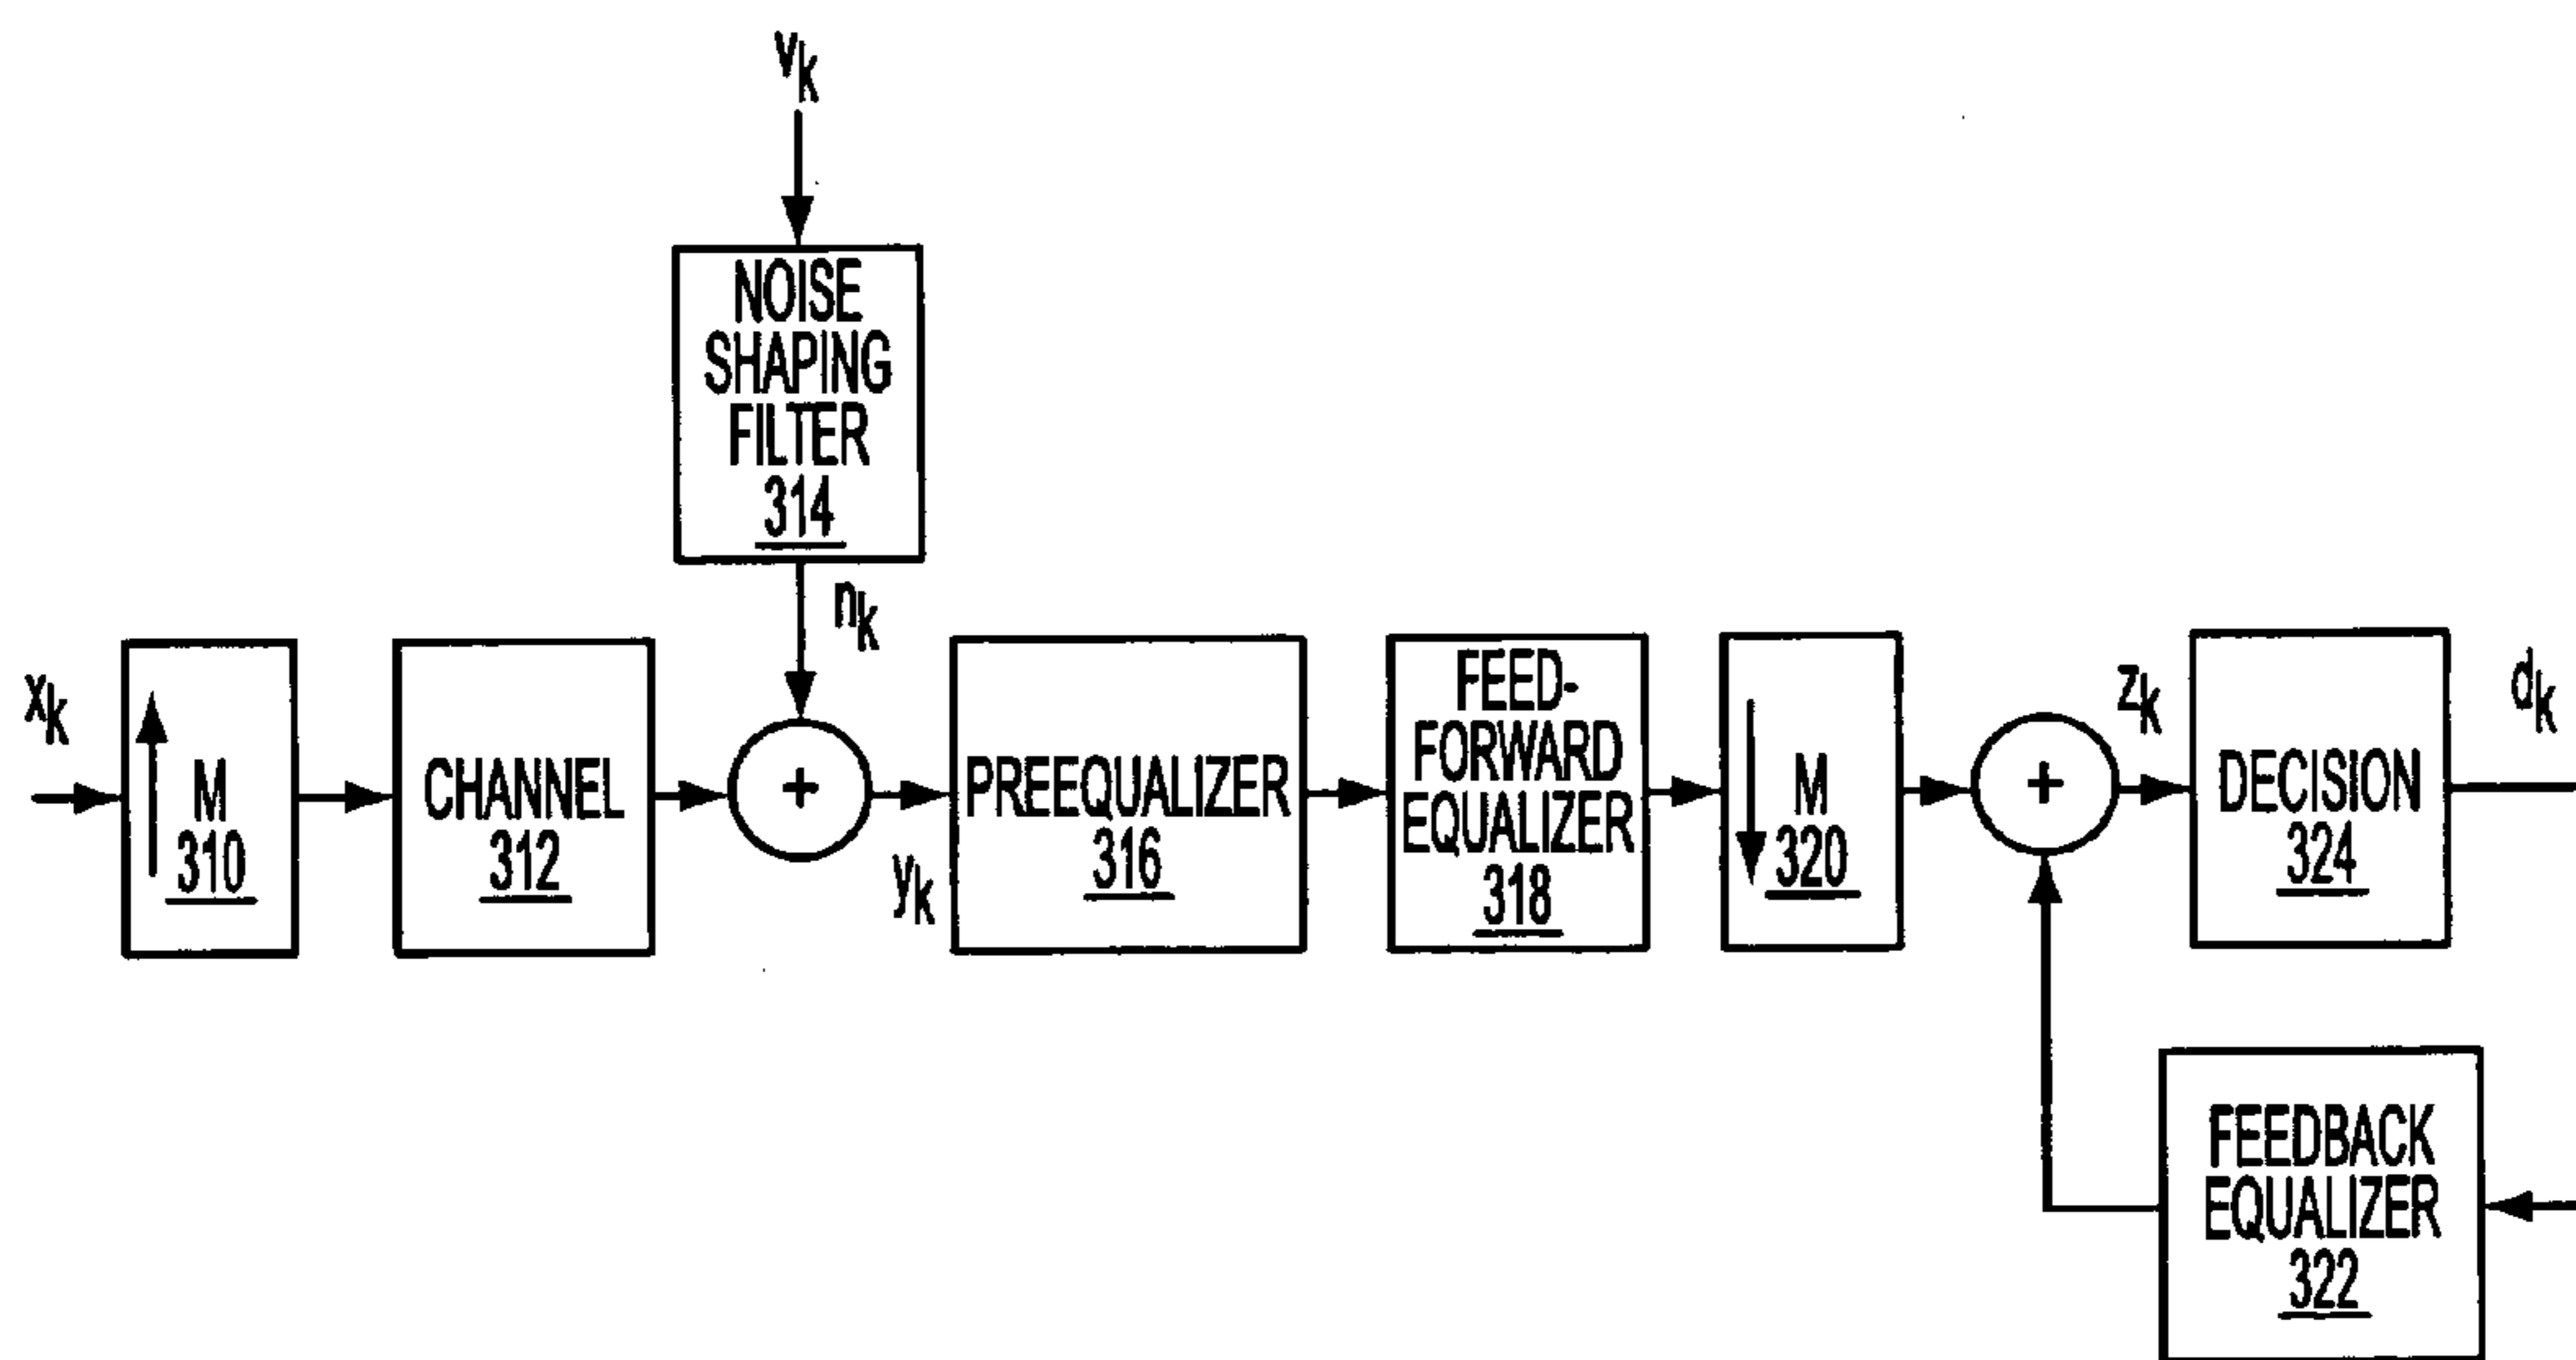 vk
NOISE
SHAPING
FILTER
314
nk
xk
M
310
CHANNEL
312
+
yk
PREEQUALIZER
316
FEED-
FORWARD
EQUALIZER
318
M
320
+
zk
DECISION
324
dk
FEEDBACK
EQUALIZER
322